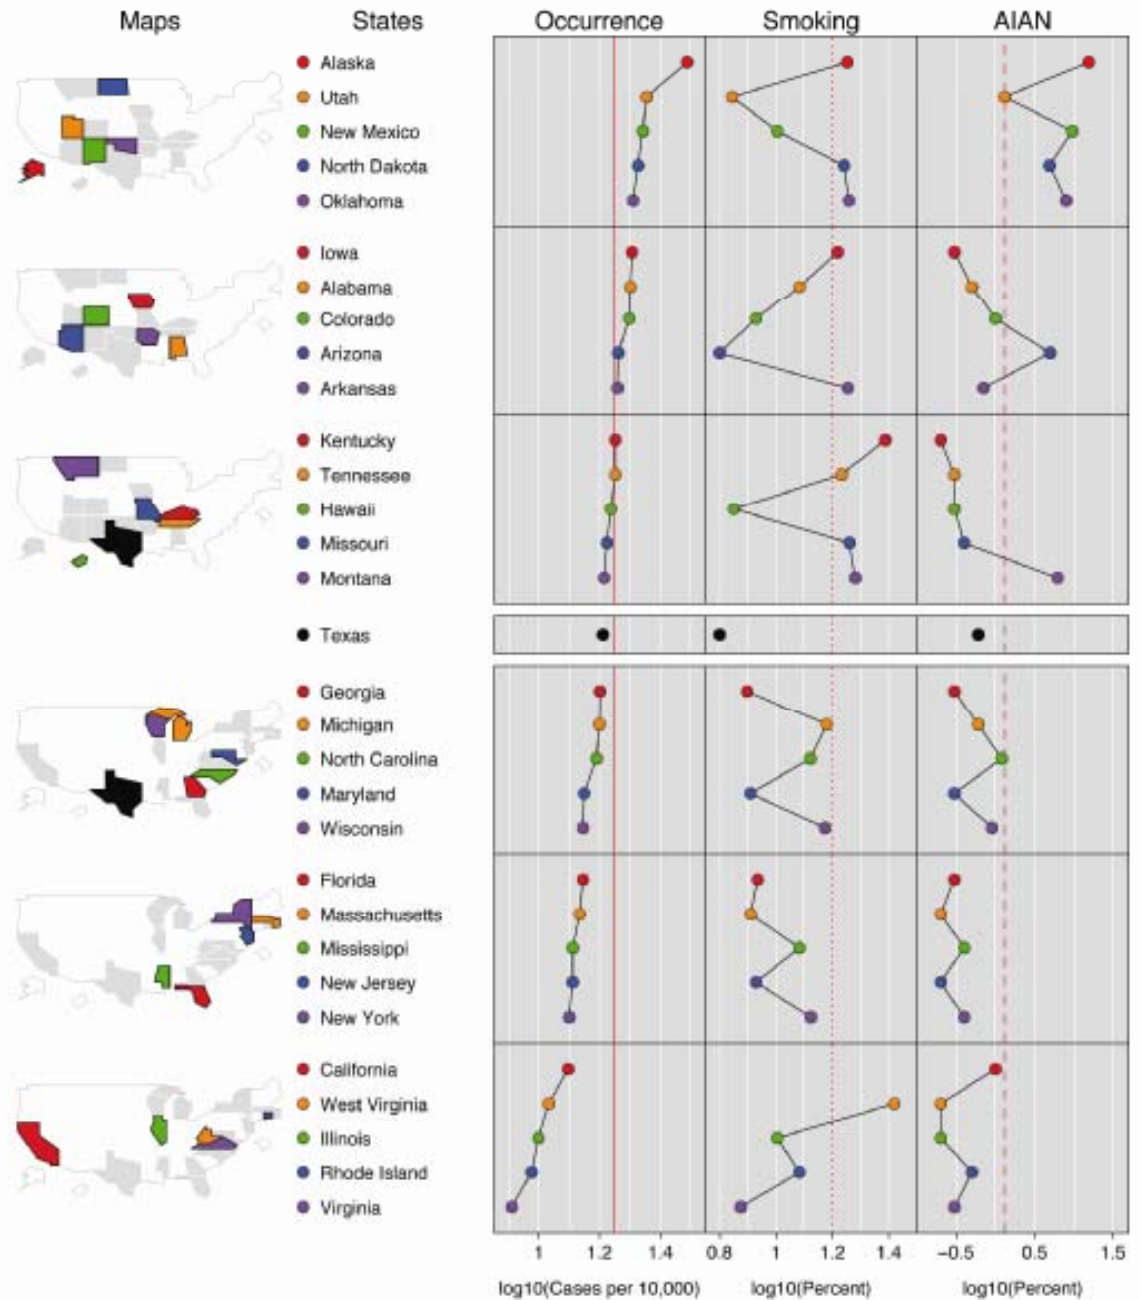 Maps States Occurrence Smoking AIAN
Alaska
Utah
New Mexico
North Dakota
Oklahoma
Iowa
Alabama
Colorado
Arizona
Arkansas
Kentucky
Tennessee
Hawaii
Missouri
Montana
Texas
Georgia
Michigan
North Carolina
Maryland
Wisconsin
Florida
Massachusetts
Mississippi
New Jersey
New York
California
West Virginia
Illinois
Rhode Island
Virginia
1 1.2 1.4 0.8 1 1.2 1.4 −0.5 0.5 1.5
log10(Cases per 10,000) log10(Percent) log10(Percent)